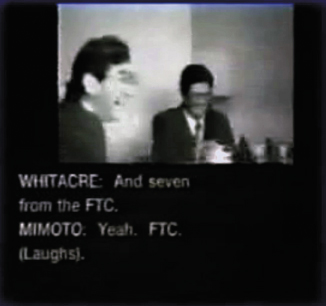 WHITACRE: And seven
from the FTC.
MIMOTO: Yeah. FTC.
(Laughs).